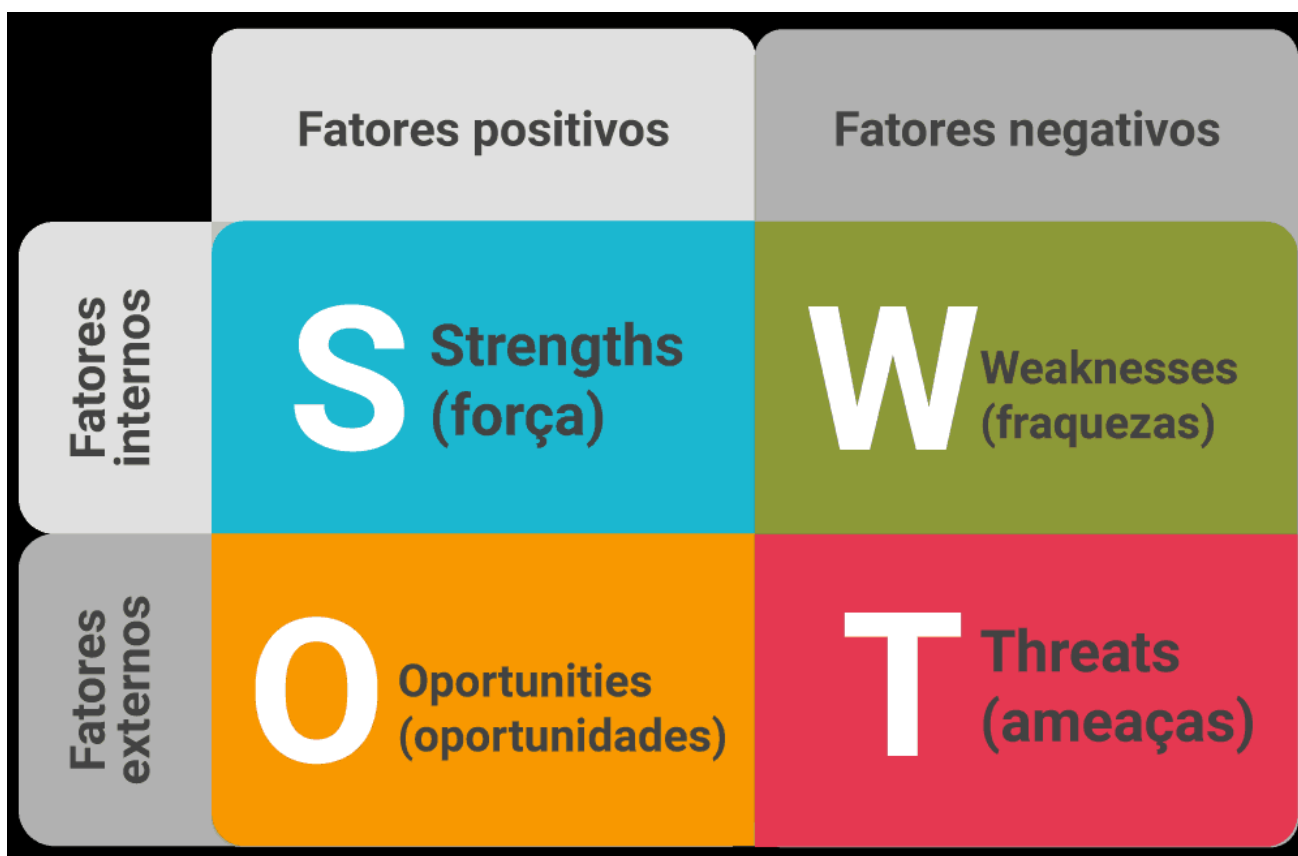 Fatores positivos
Fatores negativos
Fatores
internos
S
Strengths
(força)
W
Weaknesses
(fraquezas)
Fatores
externos
O
Oportunities
(oportunidades)
T
Threats
(ameaças)